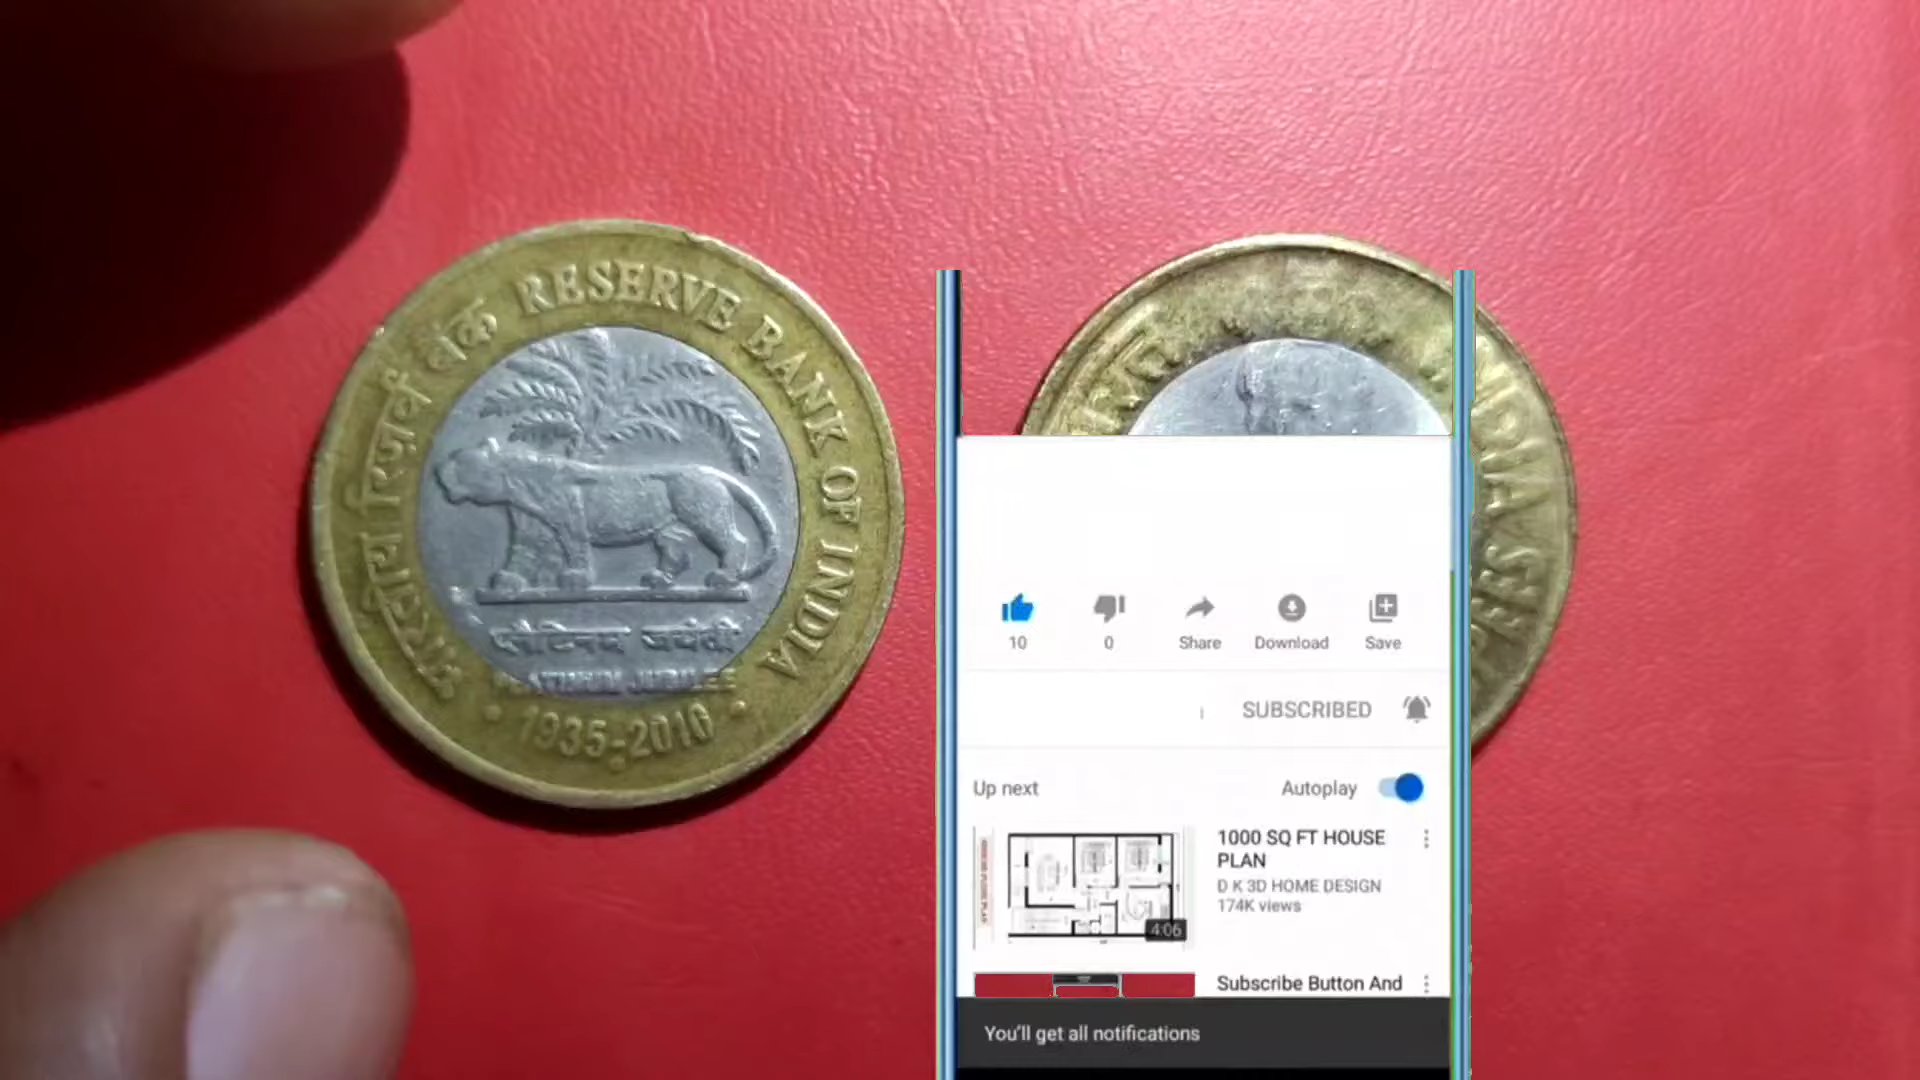 भारतीय रिज़र्व बैंक
RESERVE BANK OF INDIA
प्लैटिनम जयंती
PLATINUM JUBILEE
1935-2010
INDIA
10
0
Share
Download
Save
SUBSCRIBED
Up next
Autoplay
1000 SQ FT HOUSE
PLAN
D K 3D HOME DESIGN
174K views
4:06
Subscribe Button And
You'll get all notifications